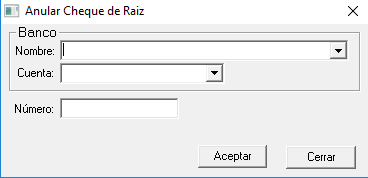 Anular Cheque de Raiz
Banco
Nombre:
Cuenta:
Número:
Aceptar Cerrar